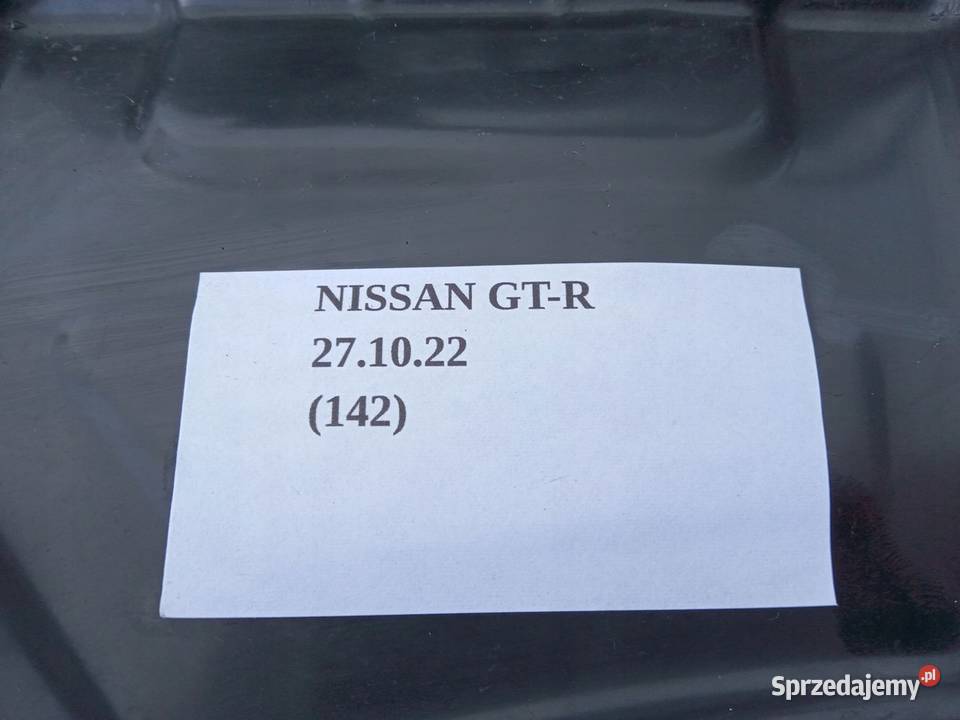 NISSAN GT-R
27.10.22
(142)
Sprzedajemy.pl